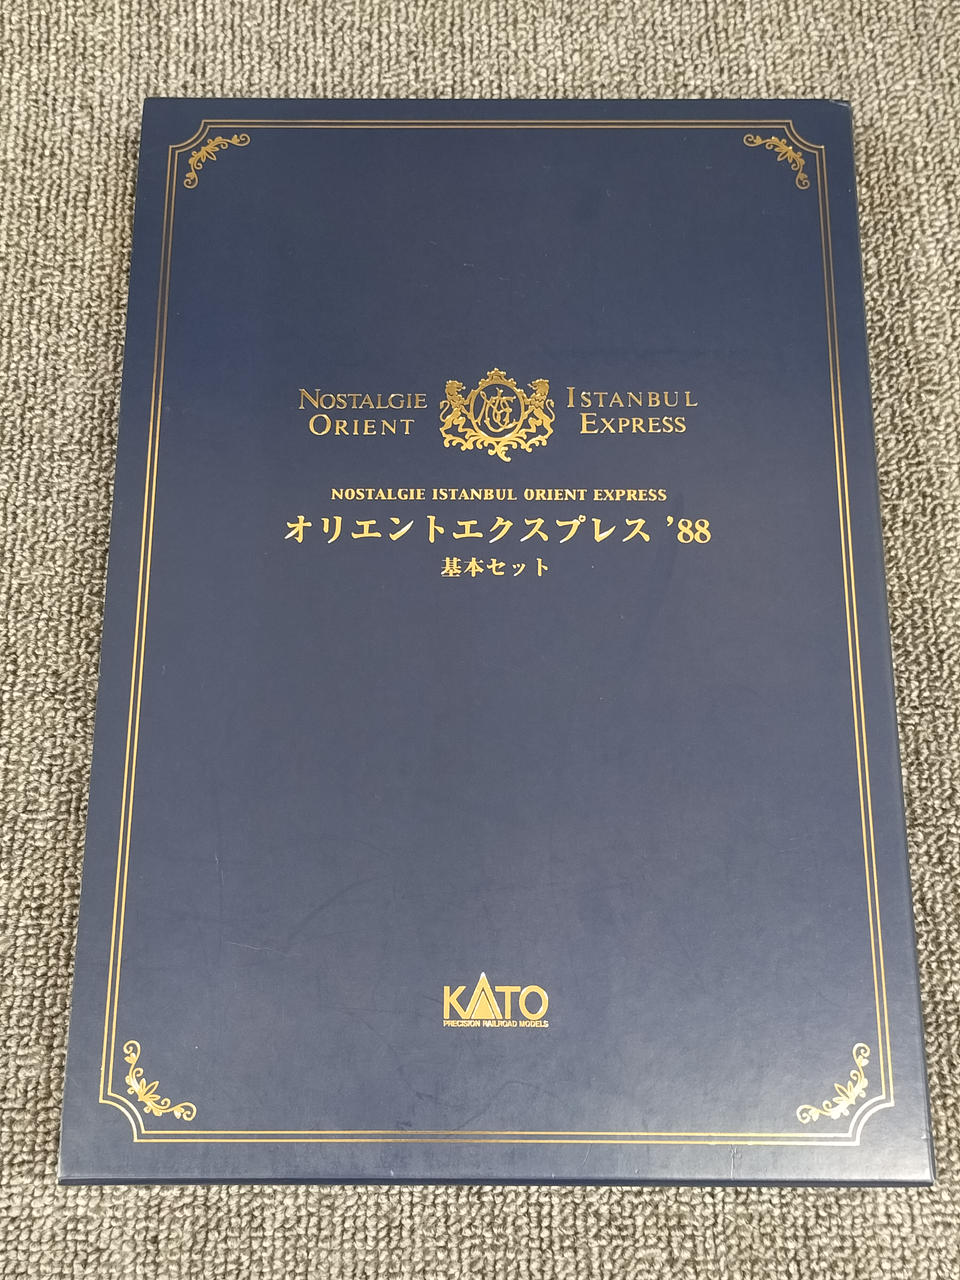 NOSTALGIE ISTANBUL
ORIENT EXPRESS
NOSTALGIE ISTANBUL ORIENT EXPRESS
オリエントエクスプレス ’88
基本セット
KATO
PRECISION RAILROAD MODELS